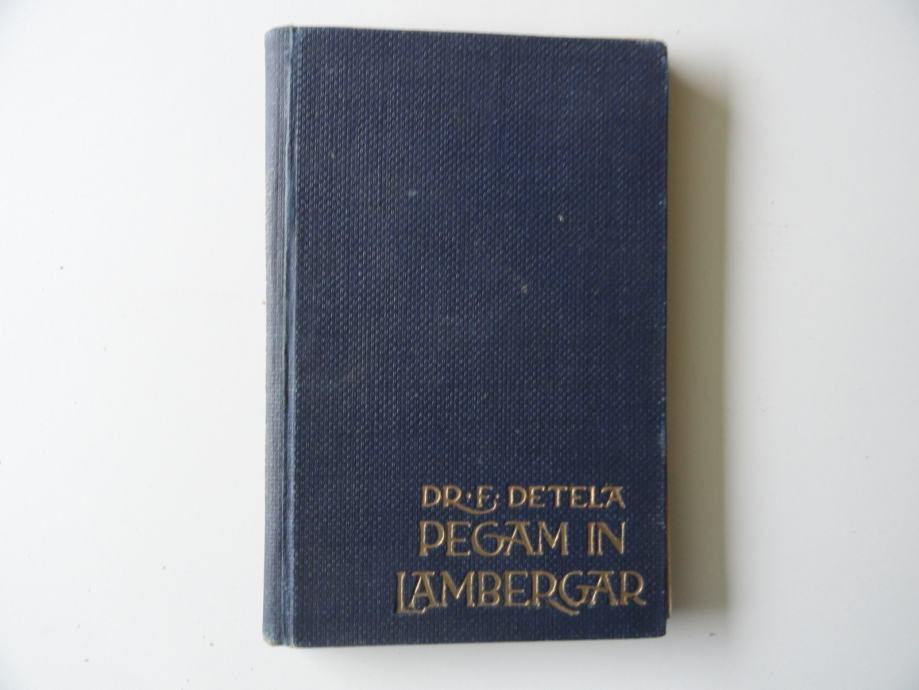 DR. F. DETELA
PEGAM IN
LAMBERGAR